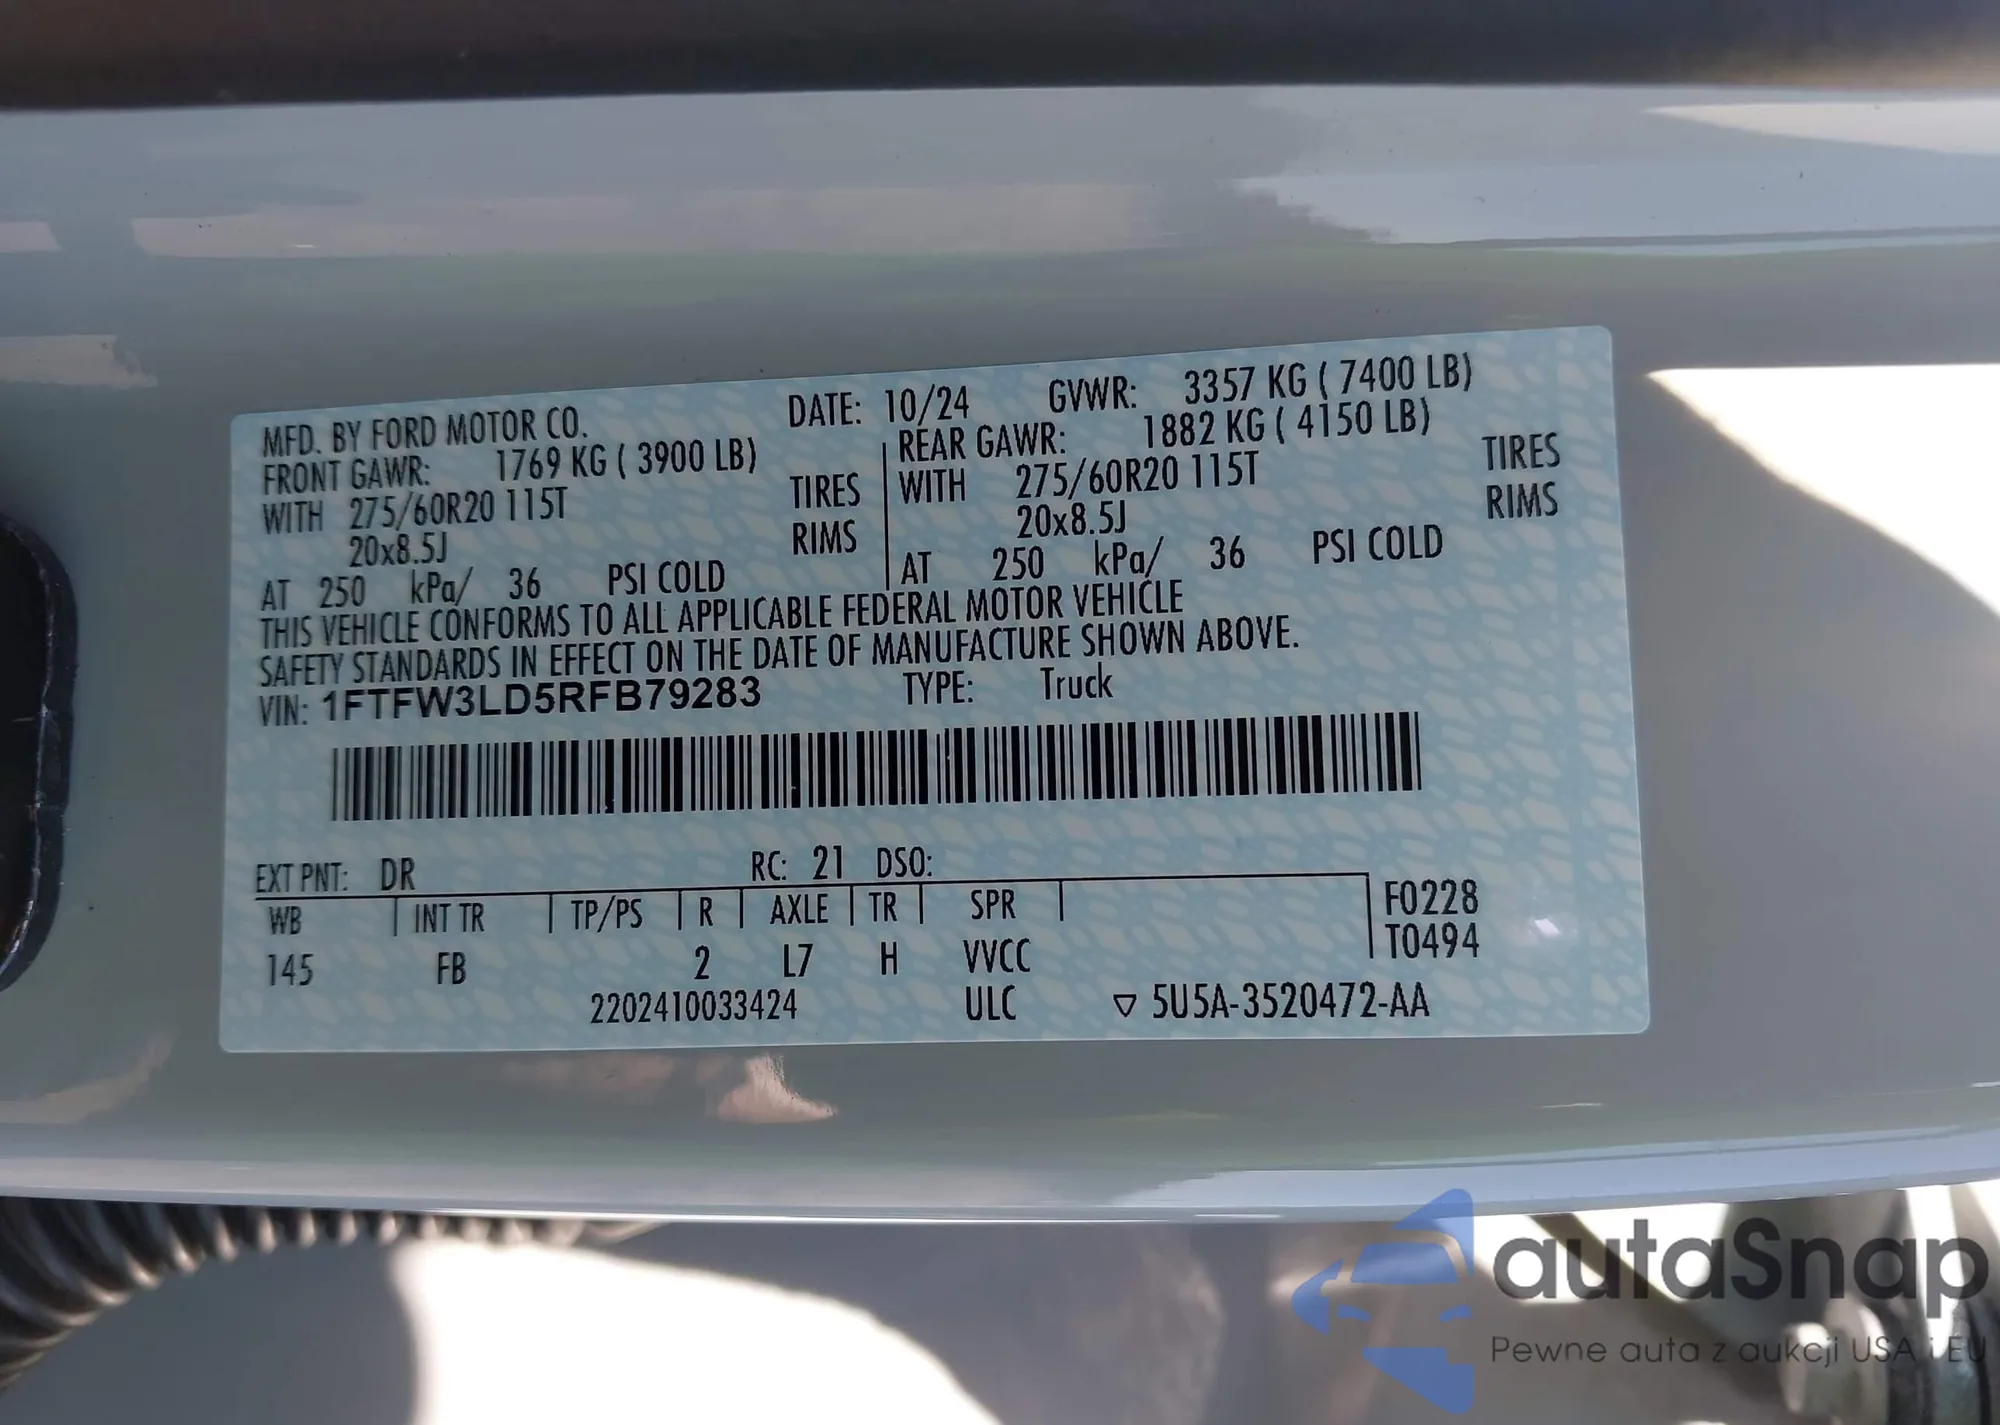 MFD. BY FORD MOTOR CO. DATE: 10/24 GVWR: 3357 KG ( 7400 LB)
FRONT GAWR: 1769 KG ( 3900 LB) REAR GAWR: 1882 KG ( 4150 LB)
WITH 275/60R20 115T TIRES WITH 275/60R20 115T TIRES
20x8.5J RIMS 20x8.5J RIMS
AT 250 kPa/ 36 PSI COLD AT 250 kPa/ 36 PSI COLD
THIS VEHICLE CONFORMS TO ALL APPLICABLE FEDERAL MOTOR VEHICLE
SAFETY STANDARDS IN EFFECT ON THE DATE OF MANUFACTURE SHOWN ABOVE.
VIN: 1FTFW3LD5RFB79283 TYPE: Truck
EXT PNT: DR RC: 21 DSO:
WB INT TR TP/PS R AXLE TR SPR F0228
T0494
145 FB 2 L7 H VVCC
2202410033424 ULC ▽ 5U5A-3520472-AA
autaSnap
Pewne auta z aukcji USA i EU